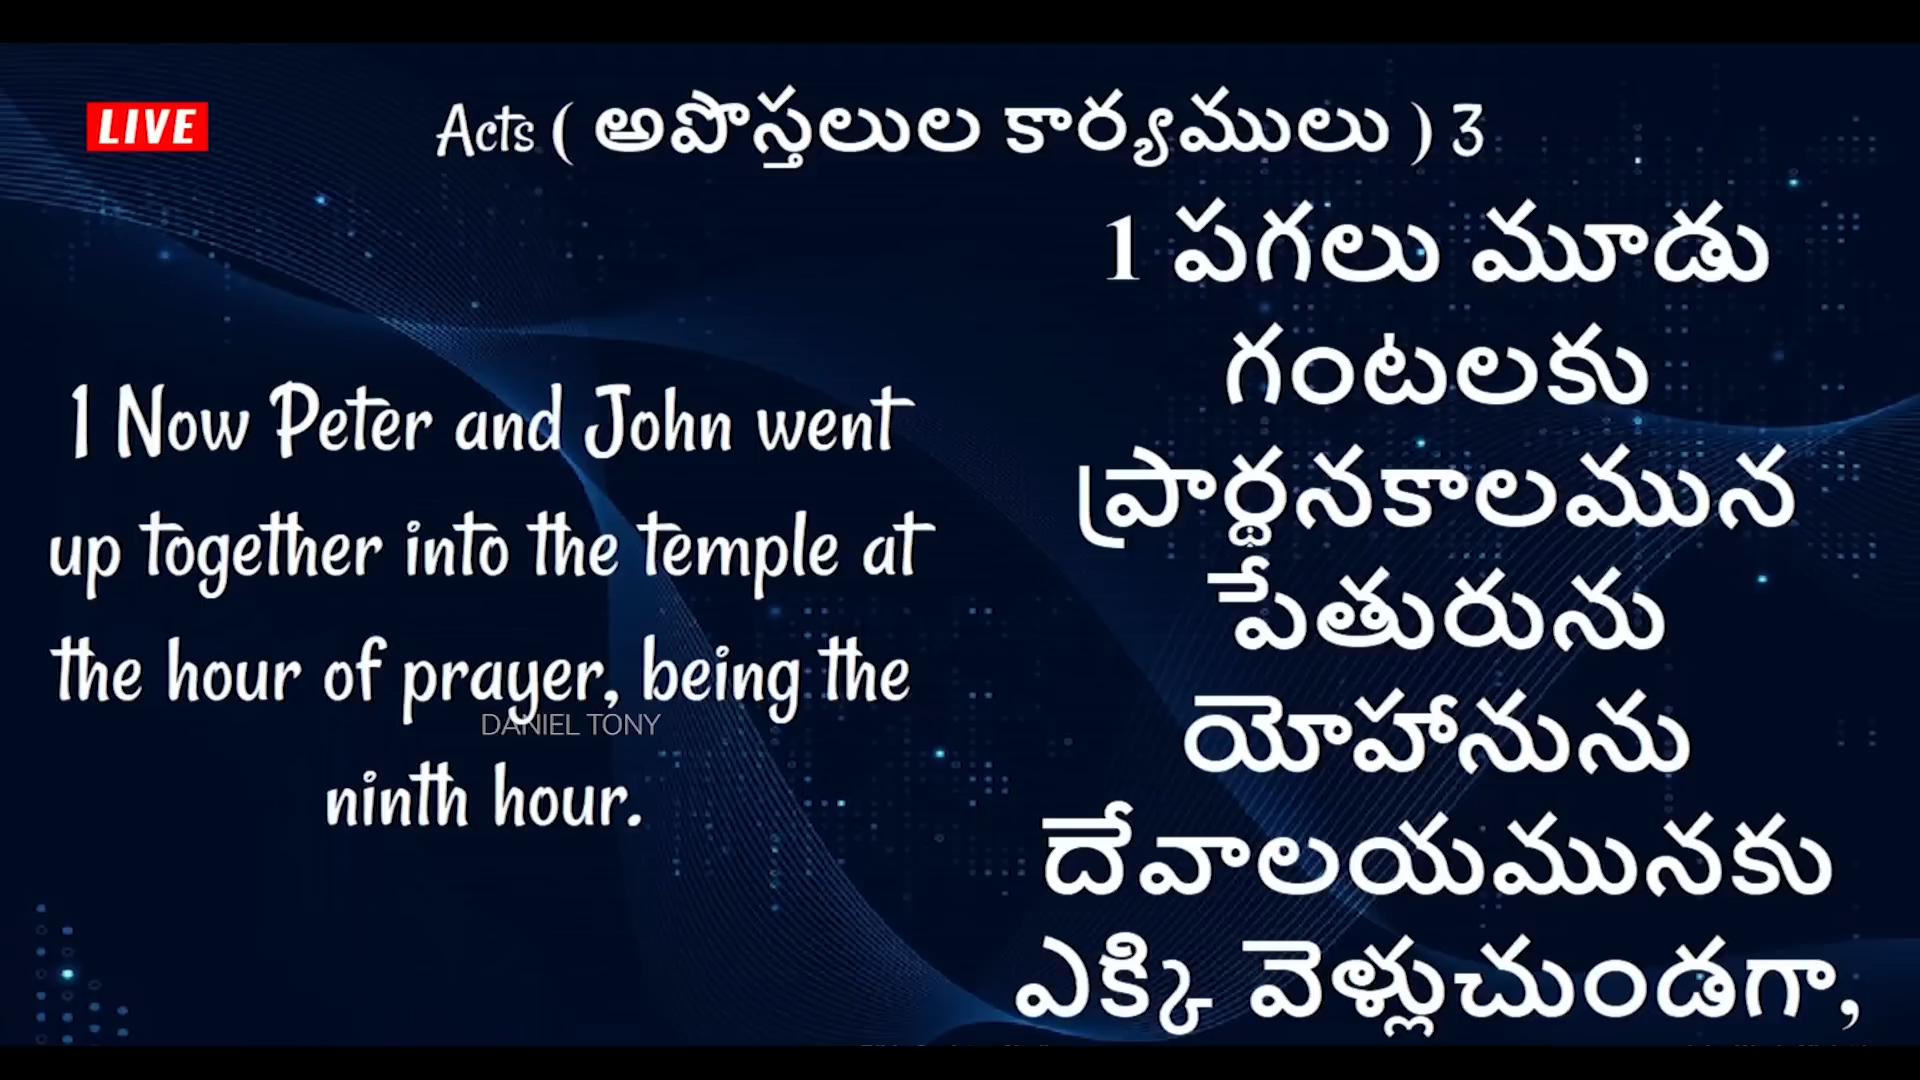 LIVE
Acts ( అపొస్తలుల కార్యములు ) 3
1 Now Peter and John went
up together into the temple at
the hour of prayer, being the
ninth hour.
DANIEL TONY
1 పగలు మూడు
గంటలకు
ప్రార్థనకాలమున
పేతురును
యోహానును
దేవాలయమునకు
ఎక్కి వెళ్లుచుండగా,